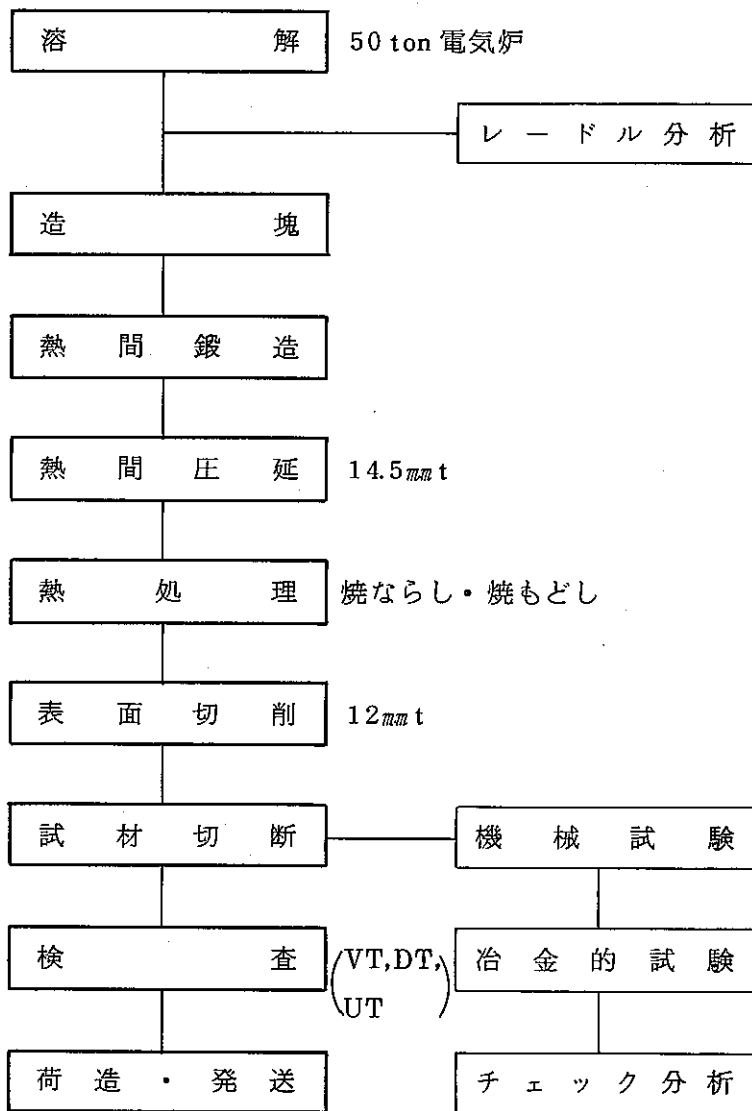 溶解 50 ton 電気炉
レードル分析
造塊
熱間鍛造
熱間圧延 14.5mm t
熱処理 焼ならし・焼もどし
表面切削 12mm t
試材切断 機械試験
検査 (VT,DT, UT) 冶金的試験
荷造・発送 チェック分析